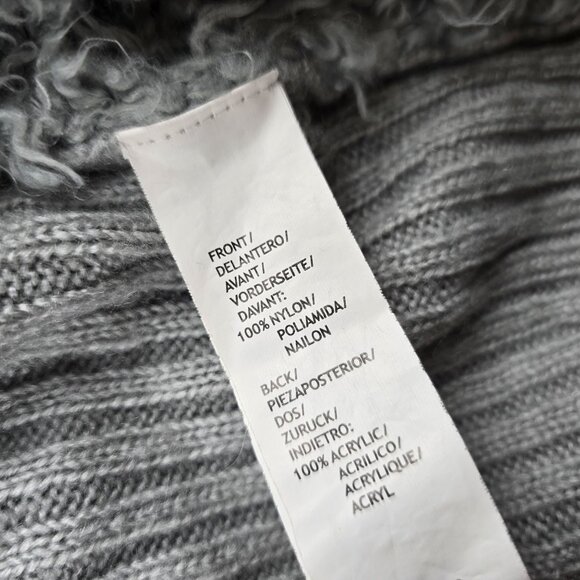 FRONT/
DELANTERO/
AVANT/
VORDERSEITE/
DAVANT:
100% NYLON/
POLIAMIDA/
NAILON
BACK/
PIEZAPOSTERIOR/
DOS/
ZURUCK/
INDIETRO:
100% ACRYLIC/
ACRILICO/
ACRYLIQUE/
ACRYL